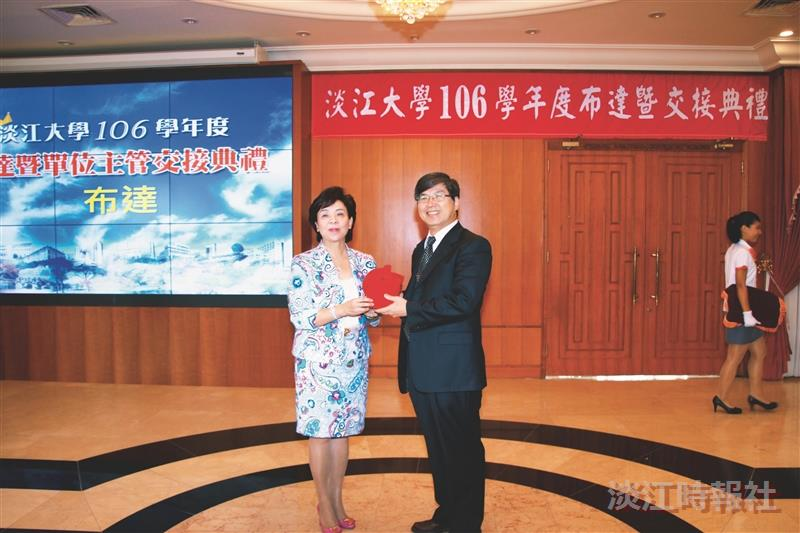 淡江大學106學年度布達暨交接典禮
淡江大學106學年度
達暨單位主管交接典禮
布達
淡江時報社